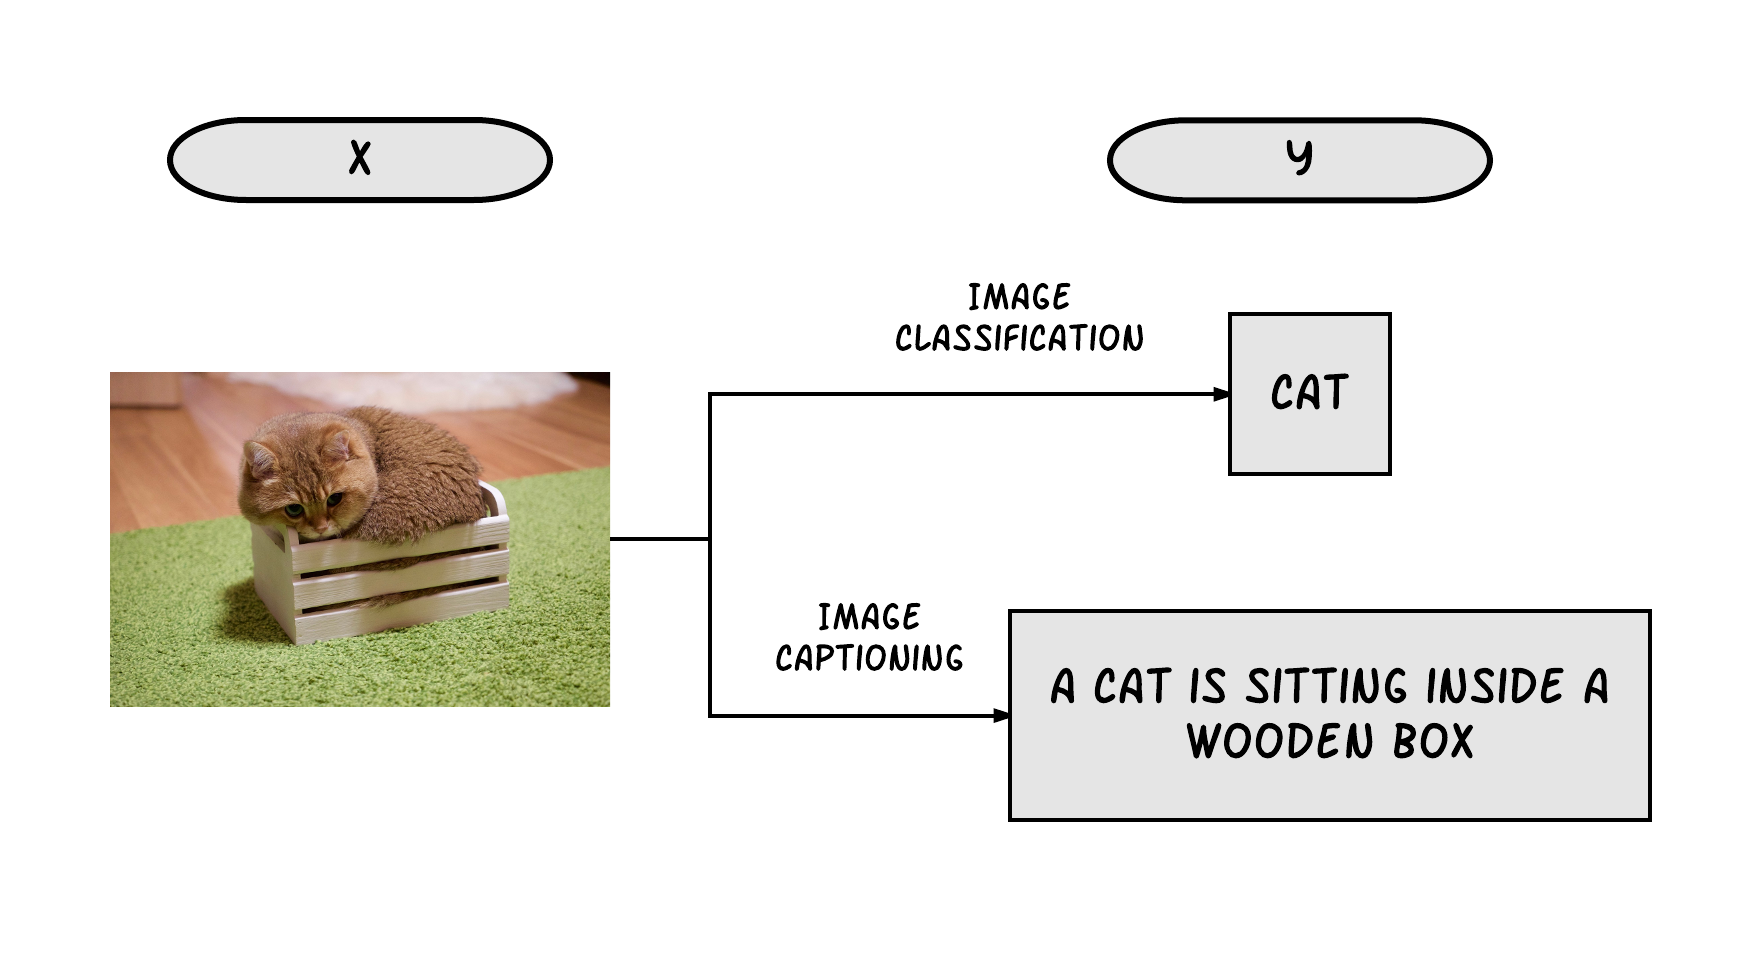 X
Y
IMAGE
CLASSIFICATION
CAT
IMAGE
CAPTIONING
A CAT IS SITTING INSIDE A
WOODEN BOX